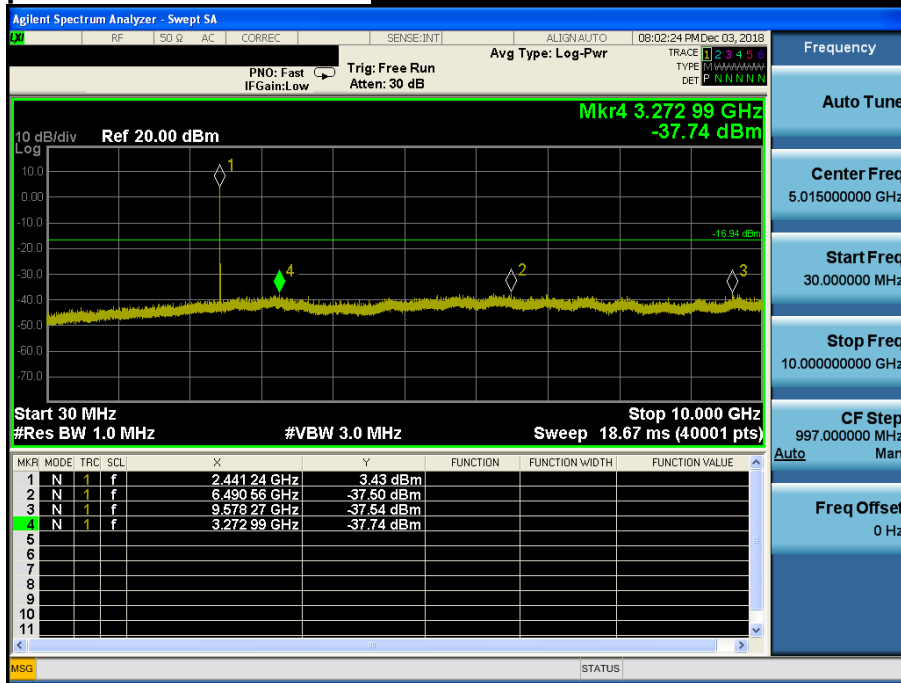 Agilent Spectrum Analyzer - Swept SA
LXI RF 50 Ω AC CORREC SENSE:INT ALIGN AUTO 08:02:24 PM Dec 03, 2018
Avg Type: Log-Pwr
TRACE 1 2 3 4 5 6
TYPE M WWWWW
DET P N N N N N
PNO: Fast
IFGain:Low
Trig: Free Run
Atten: 30 dB
Mkr4 3.272 99 GHz
-37.74 dBm
10 dB/div Ref 20.00 dBm
Log
10.0
0.00
-10.0
-20.0
-30.0
-40.0
-50.0
-60.0
-70.0
1
-16.94 dBm
4
2
3
Start 30 MHz Stop 10.000 GHz
#Res BW 1.0 MHz #VBW 3.0 MHz Sweep 18.67 ms (40001 pts)
MKR MODE TRC SCL X Y FUNCTION FUNCTION WIDTH FUNCTION VALUE
1 N 1 f 2.441 24 GHz 3.43 dBm
2 N 1 f 6.490 56 GHz -37.50 dBm
3 N 1 f 9.578 27 GHz -37.54 dBm
4 N 1 f 3.272 99 GHz -37.74 dBm
5
6
7
8
9
10
11
MSG STATUS
Frequency
Auto Tune
Center Freq
5.015000000 GHz
Start Freq
30.000000 MHz
Stop Freq
10.000000000 GHz
CF Step
997.000000 MHz
Auto Man
Freq Offset
0 Hz